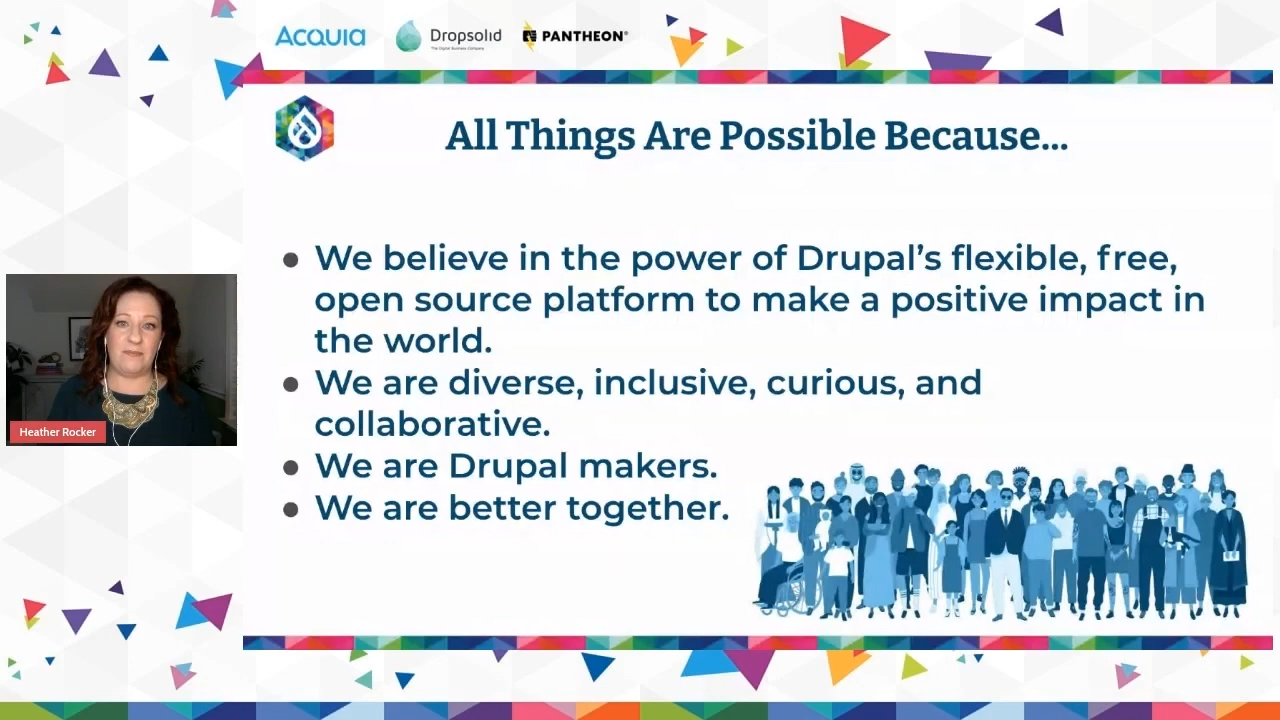 ACQUIA
Dropsolid
The Digital Business Company
PANTHEON®
All Things Are Possible Because...
● We believe in the power of Drupal’s flexible, free,
open source platform to make a positive impact in
the world.
● We are diverse, inclusive, curious, and
collaborative.
● We are Drupal makers.
● We are better together.
Heather Rocker